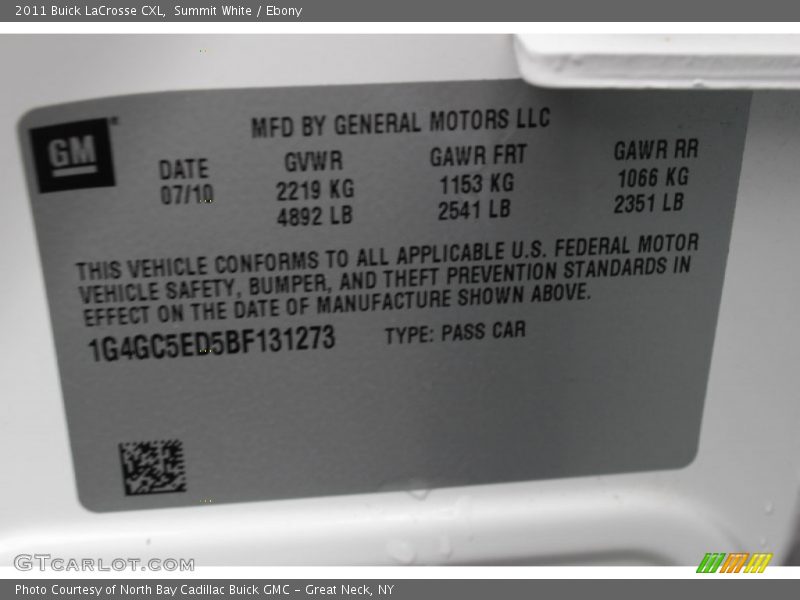 2011 Buick LaCrosse CXL, Summit White / Ebony
GM
MFD BY GENERAL MOTORS LLC
DATE GVWR GAWR FRT GAWR RR
07/10 2219 KG 1153 KG 1066 KG
4892 LB 2541 LB 2351 LB
THIS VEHICLE CONFORMS TO ALL APPLICABLE U.S. FEDERAL MOTOR
VEHICLE SAFETY, BUMPER, AND THEFT PREVENTION STANDARDS IN
EFFECT ON THE DATE OF MANUFACTURE SHOWN ABOVE.
1G4GC5ED5BF131273 TYPE: PASS CAR
GTCARLOT.COM
Photo Courtesy of North Bay Cadillac Buick GMC - Great Neck, NY